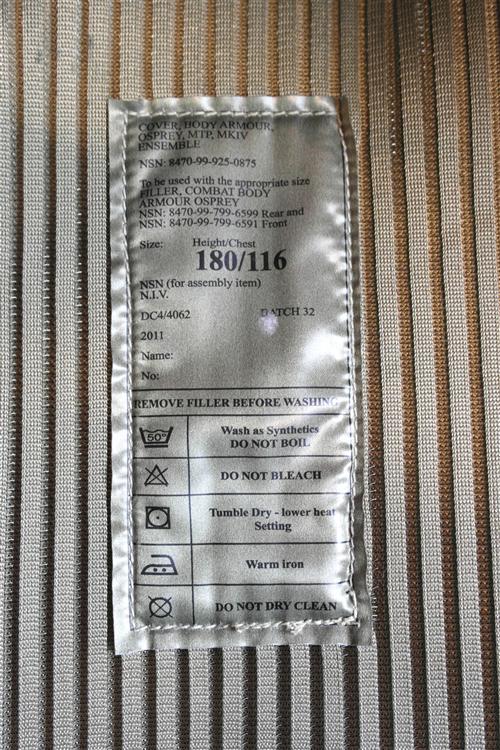 COVER, BODY ARMOUR,
OSPREY, MTP, MKIV
ENSEMBLE
NSN: 8470-99-925-0875
To be used with the appropriate size
FILLER, COMBAT BODY
ARMOUR OSPREY
NSN: 8470-99-799-6599 Rear and
NSN: 8470-99-799-6591 Front
Size: Height/Chest
180/116
NSN (for assembly item)
N.I.V.
DC4/4062 BATCH 32
2011
Name:
No:
REMOVE FILLER BEFORE WASHING
50° Wash as Synthetics
DO NOT BOIL
DO NOT BLEACH
Tumble Dry - lower heat
Setting
Warm iron
DO NOT DRY CLEAN